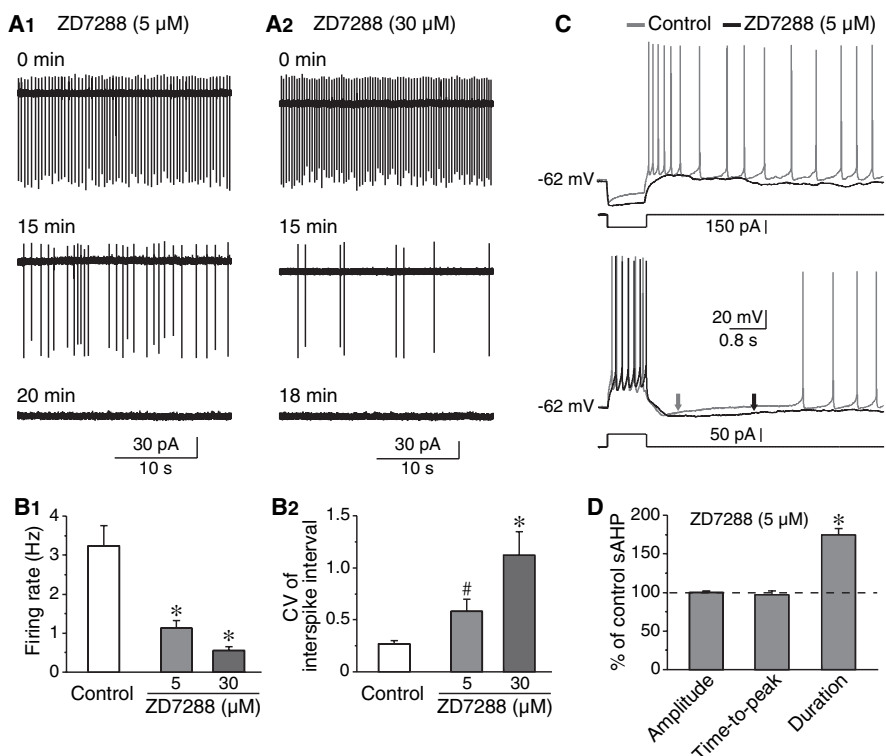 A1 ZD7288 (5 µM)
0 min
15 min
20 min
30 pA
10 s
A2 ZD7288 (30 µM)
0 min
15 min
18 min
30 pA
10 s
C Control ZD7288 (5 µM)
-62 mV
150 pA
20 mV
0.8 s
-62 mV
50 pA
B1
Firing rate (Hz)
4
3
2
1
0
* *
Control 5 30
ZD7288 (µM)
B2
CV of
interspike interval
1.5
1.0
0.5
0
# *
Control 5 30
ZD7288 (µM)
D ZD7288 (5 µM)
% of control sAHP
200
150
100
50
0
*
Amplitude
Time-to-peak
Duration